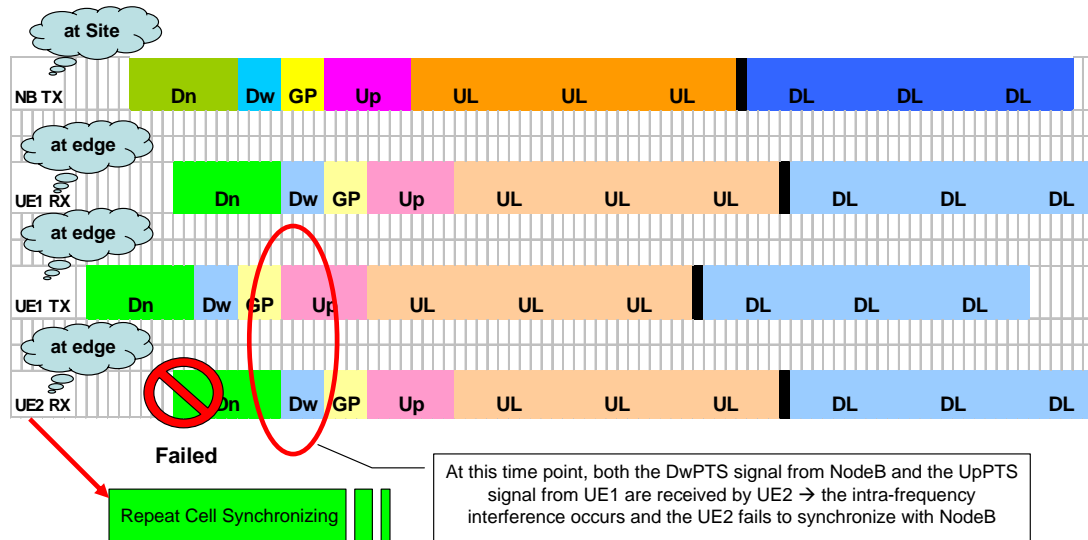 at Site
NB TX Dn Dw GP Up UL UL UL DL DL DL
at edge
UE1 RX Dn Dw GP Up UL UL UL DL DL DL
at edge
UE1 TX Dn Dw GP Up UL UL UL DL DL DL
at edge
UE2 RX Dn Dw GP Up UL UL UL DL DL DL
Failed
Repeat Cell Synchronizing
At this time point, both the DwPTS signal from NodeB and the UpPTS
signal from UE1 are received by UE2 → the intra-frequency
interference occurs and the UE2 fails to synchronize with NodeB